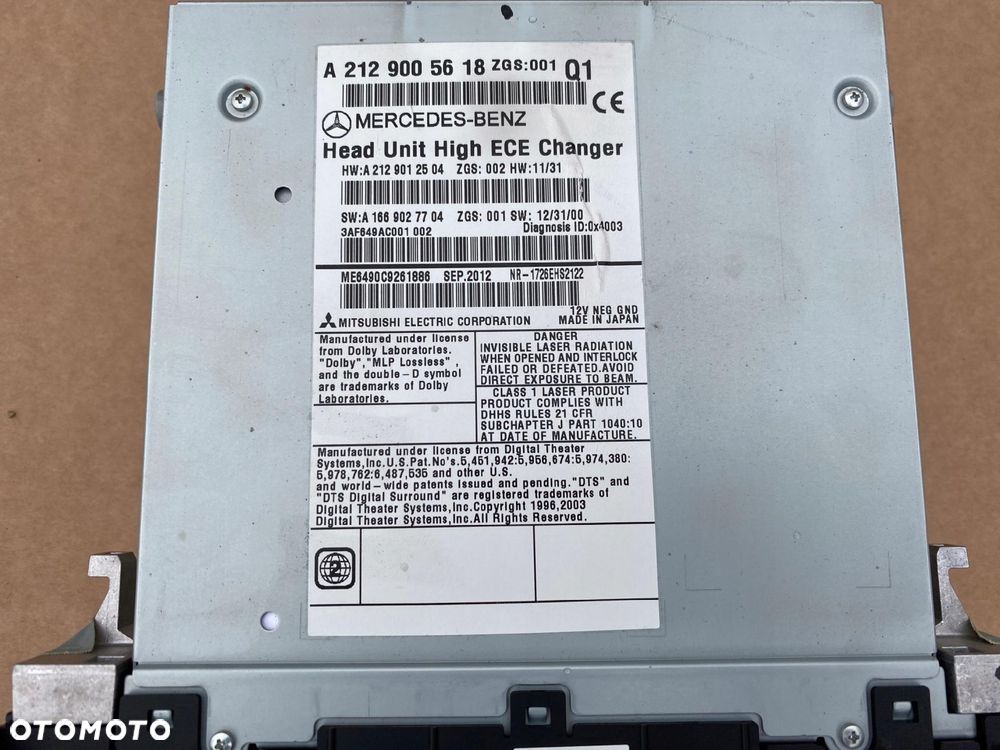 A 212 900 56 18 ZGS:001 Q1
CE
MERCEDES-BENZ
Head Unit High ECE Changer
HW:A 212 901 25 04 ZGS: 002 HW:11/31
SW:A 166 902 77 04 ZGS: 001 SW: 12/31/00
3AF649AC001 002 Diagnosis ID:0x4003
ME6490C9261886 SEP.2012 NR-1726EHS2122
12V NEG GND
MITSUBISHI ELECTRIC CORPORATION MADE IN JAPAN
Manufactured under license
from Dolby Laboratories.
"Dolby","MLP Lossless" ,
and the double-D symbol
are trademarks of Dolby
Laboratories.
DANGER
INVISIBLE LASER RADIATION
WHEN OPENED AND INTERLOCK
FAILED OR DEFEATED.AVOID
DIRECT EXPOSURE TO BEAM.
CLASS 1 LASER PRODUCT
PRODUCT COMPLIES WITH
DHHS RULES 21 CFR
SUBCHAPTER J PART 1040:10
AT DATE OF MANUFACTURE.
Manufactured under license from Digital Theater
Systems,Inc.U.S.Pat.No's.5,451,942:5,956,674:5,974,380:
5,978,762:6,487,535 and other U.S.
and world-wide patents issued and pending."DTS" and
"DTS Digital Surround" are registered trademarks of
Digital Theater Systems,Inc.Copyright 1996,2003
Digital Theater Systems,Inc.All Rights Reserved.
2
OTOMOTO